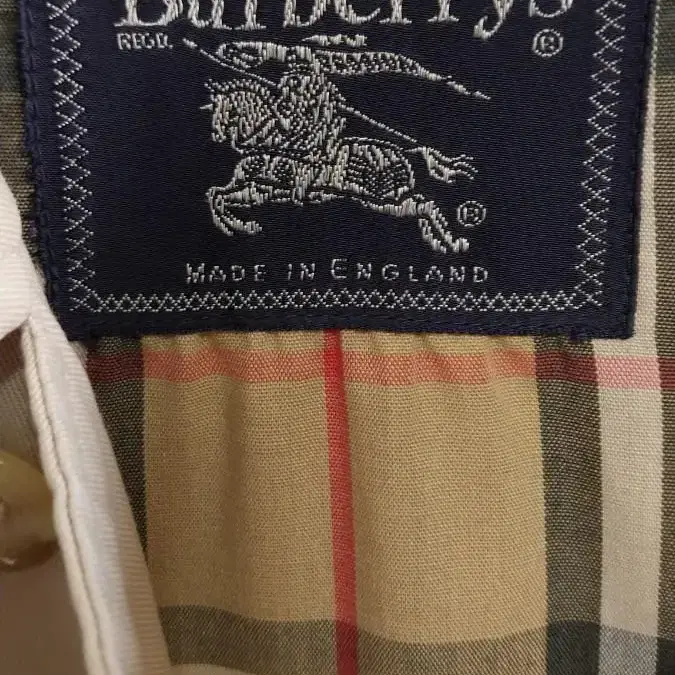 Burberrys
REGD. ®
®
MADE IN ENGLAND